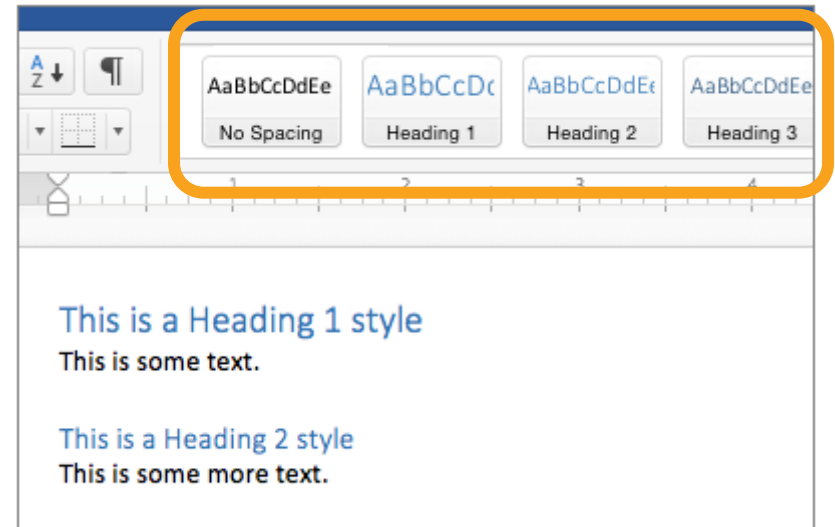 A
Z
¶
AaBbCcDdEe AaBbCcDc AaBbCcDdEe AaBbCcDdEe
No Spacing Heading 1 Heading 2 Heading 3
1 2 3 4
This is a Heading 1 style
This is some text.
This is a Heading 2 style
This is some more text.